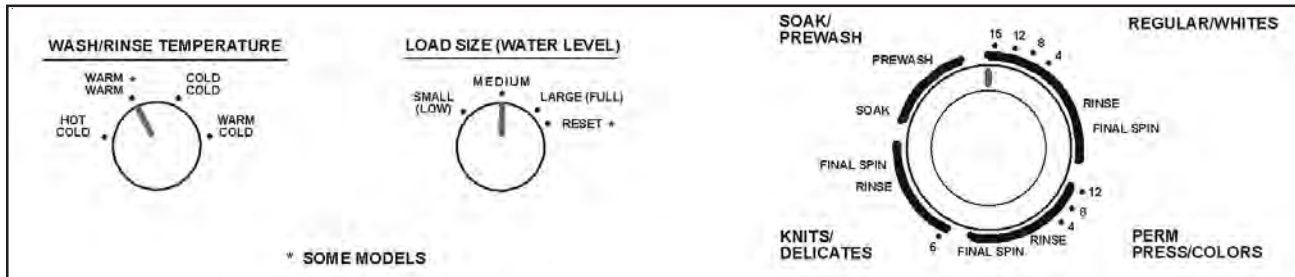 WASH/RINSE TEMPERATURE
WARM *
WARM
COLD
COLD
HOT
COLD
WARM
COLD
LOAD SIZE (WATER LEVEL)
MEDIUM
SMALL
(LOW)
LARGE (FULL)
RESET *
* SOME MODELS
SOAK/
PREWASH
REGULAR/WHITES
15
12
8
4
PREWASH
SOAK
RINSE
FINAL SPIN
FINAL SPIN
RINSE
12
8
4
6
FINAL SPIN
RINSE
KNITS/
DELICATES
PERM
PRESS/COLORS